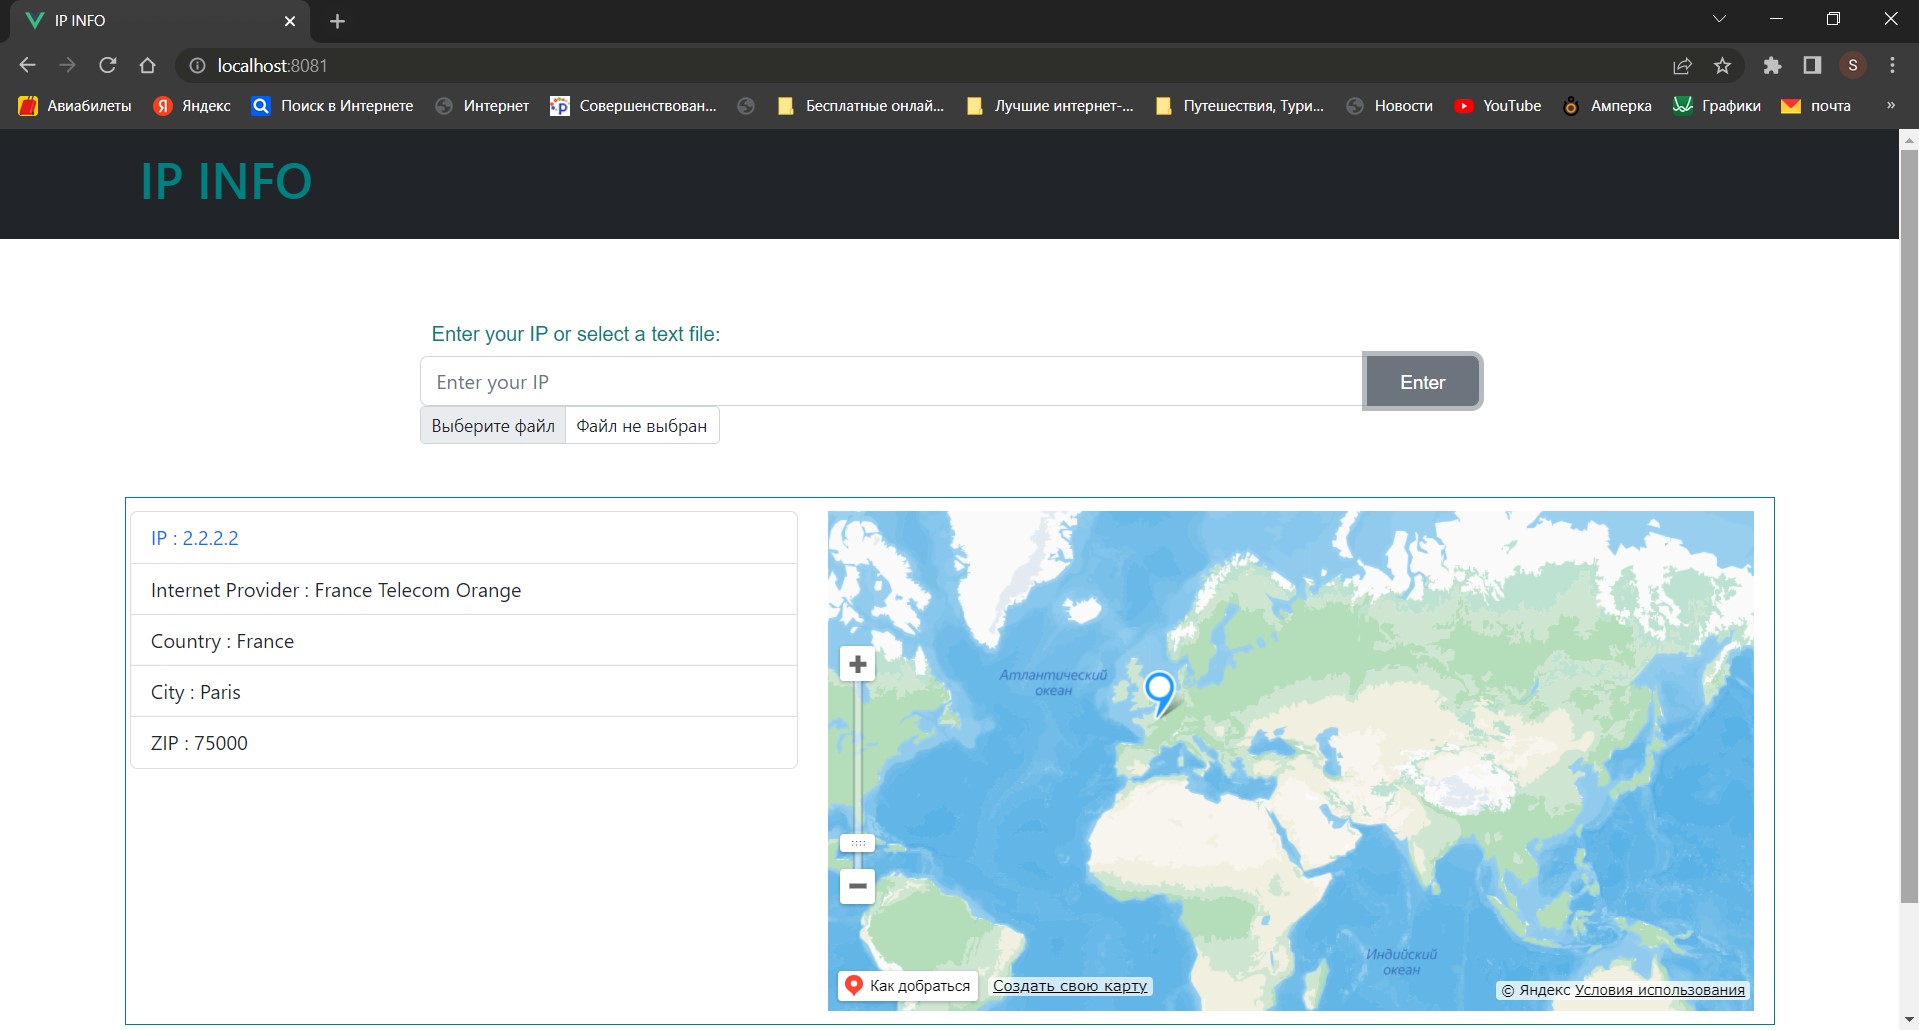 IP INFO
localhost:8081
S
Авиабилеты Яндекс Поиск в Интернете Интернет Совершенствован... Бесплатные онлай... Лучшие интернет-... Путешествия, Тури... Новости YouTube Амперка Графики почта »
IP INFO
Enter your IP or select a text file:
Enter your IP
Enter
Выберите файл Файл не выбран
IP : 2.2.2.2
Internet Provider : France Telecom Orange
Country : France
City : Paris
ZIP : 75000
Атлантический
океан
Индийский
океан
Как добраться
Создать свою карту
© Яндекс Условия использования